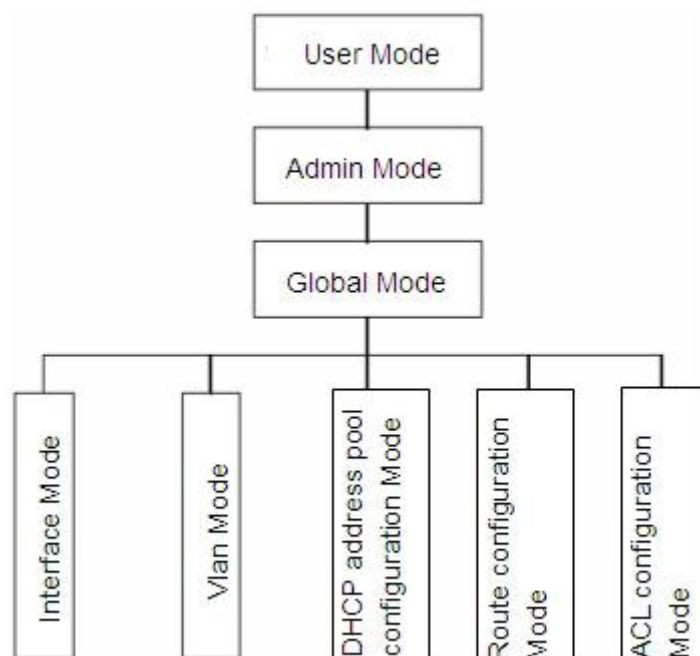 User Mode
Admin Mode
Global Mode
Interface Mode
Vlan Mode
DHCP address pool
configuration Mode
Route configuration
Mode
ACL configuration
Mode